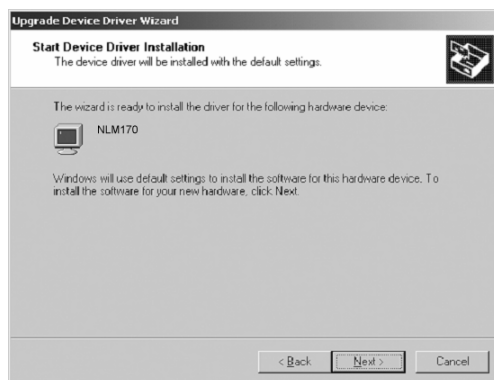 Upgrade Device Driver Wizard
Start Device Driver Installation
The device driver will be installed with the default settings.
The wizard is ready to install the driver for the following hardware device:
NLM170
Windows will use default settings to install the software for this hardware device. To
install the software for your new hardware, click Next.
< Back
Next >
Cancel